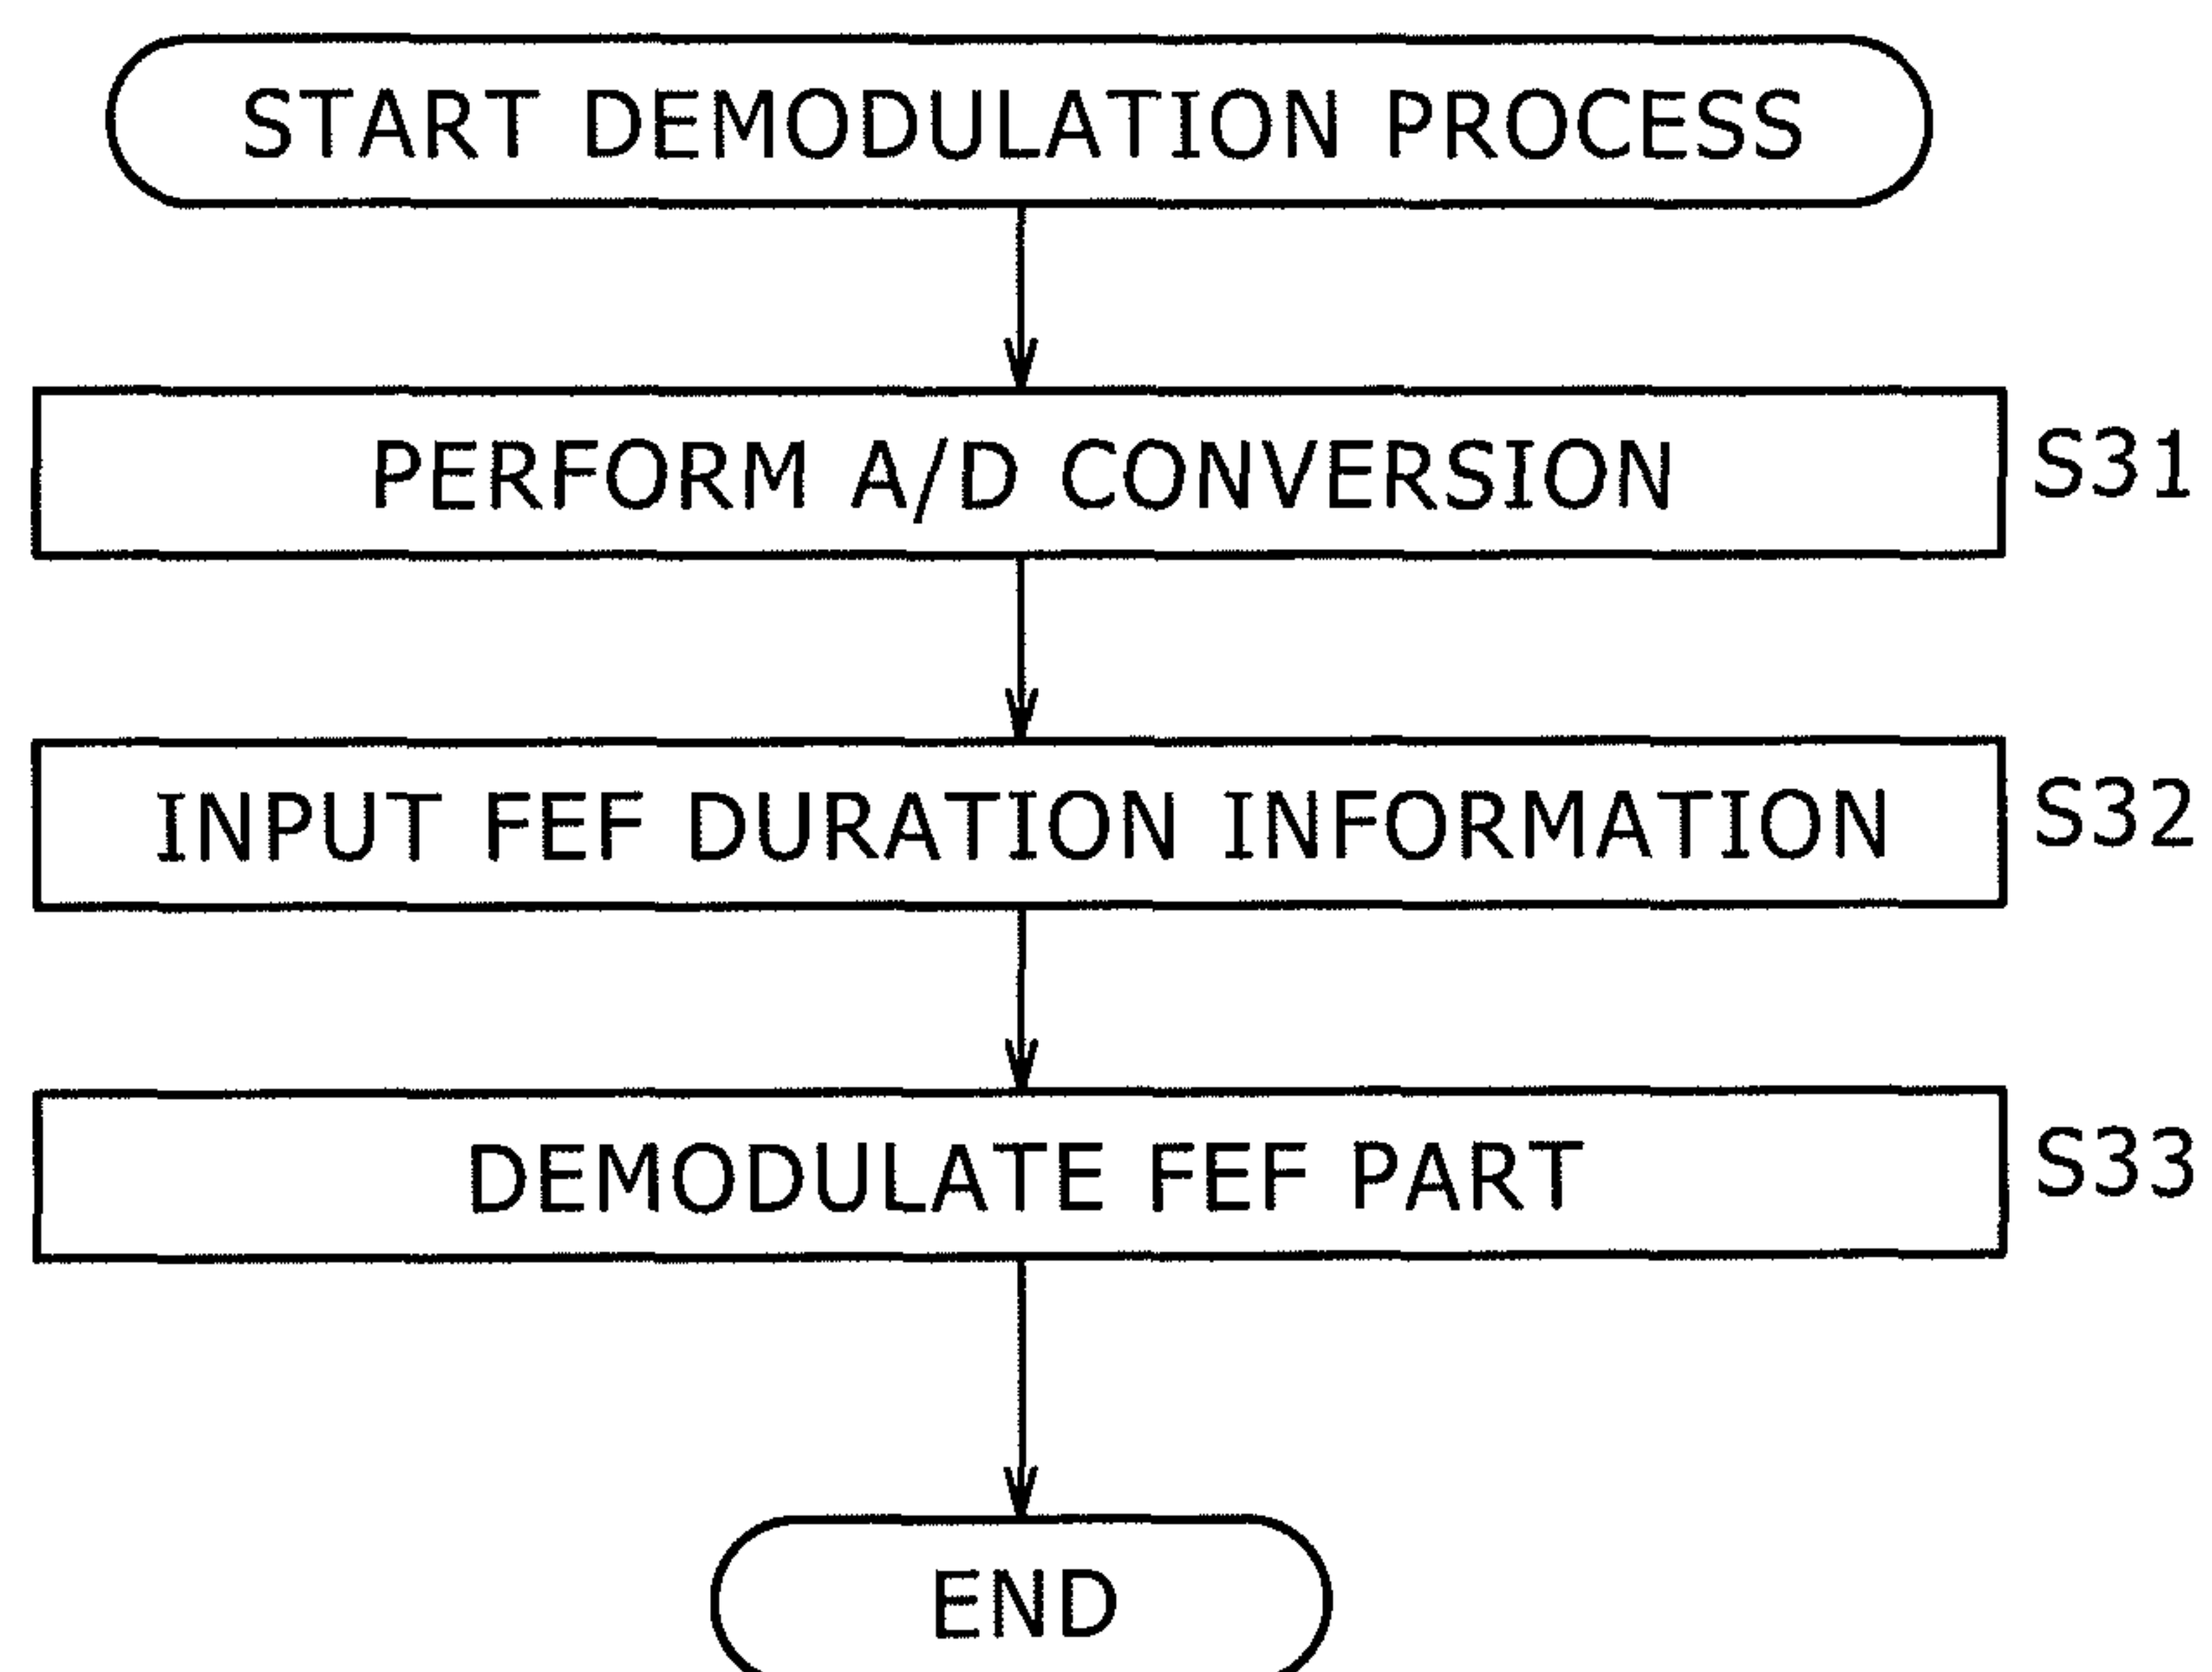 START DEMODULATION PROCESS
PERFORM A/D CONVERSION S31
INPUT FEF DURATION INFORMATION S32
DEMODULATE FEF PART S33
END